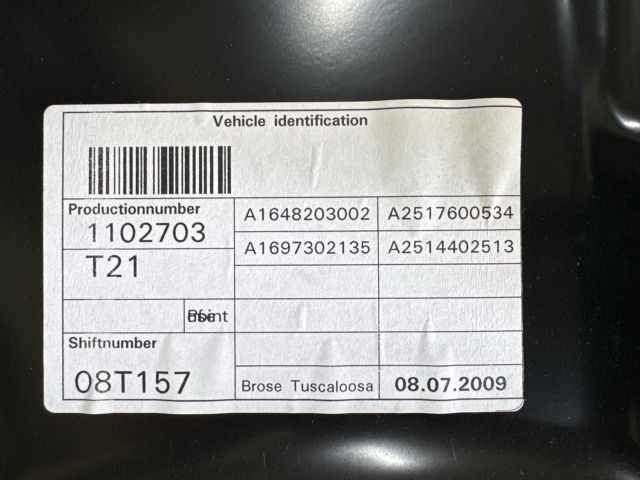 Vehicle identification
Productionnumber
1102703
T21
A1648203002 A2517600534
A1697302135 A2514402513
Shiftnumber
08T157
Brose Tuscaloosa 08.07.2009